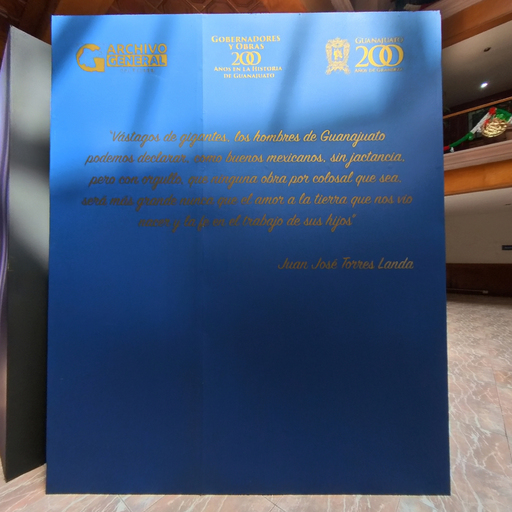 ARCHIVO
GENERAL
GOBERNADORES
Y OBRAS
200
AÑOS EN LA HISTORIA
DE GUANAJUATO
GUANAJUATO
200
"Vástagos de gigantes, los hombres de Guanajuato
podemos declarar, como buenos mexicanos, sin jactancia,
pero con orgullo, que ninguna obra por colosal que sea,
será más grande nunca que el amor a la tierra que nos vio
nacer y la fe en el trabajo de sus hijos"
Juan José Torres Landa